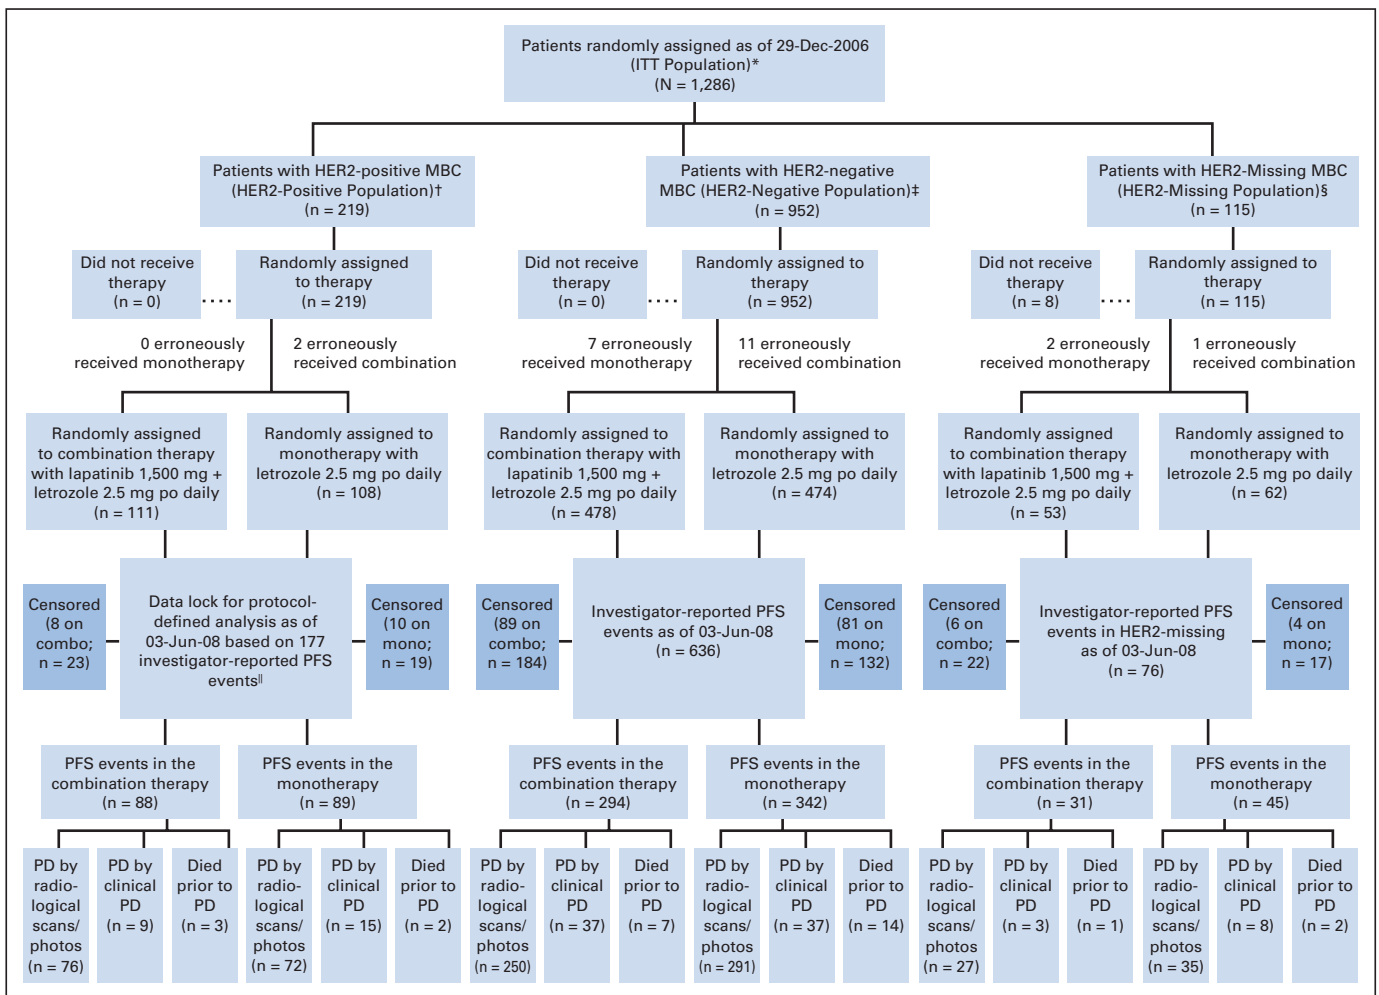 Patients randomly assigned as of 29-Dec-2006
(ITT Population)*
(N = 1,286)
Patients with HER2-positive MBC
(HER2-Positive Population)†
(n = 219)
Patients with HER2-negative
MBC (HER2-Negative Population)‡
(n = 952)
Patients with HER2-Missing MBC
(HER2-Missing Population)§
(n = 115)
Did not receive
therapy
(n = 0)
Randomly assigned
to therapy
(n = 219)
Did not receive
therapy
(n = 0)
Randomly assigned to
therapy
(n = 952)
Did not receive
therapy
(n = 8)
Randomly assigned to
therapy
(n = 115)
0 erroneously
received monotherapy
2 erroneously
received combination
7 erroneously
received monotherapy
11 erroneously
received combination
2 erroneously
received monotherapy
1 erroneously
received combination
Randomly assigned
to combination therapy
with lapatinib 1,500 mg +
letrozole 2.5 mg po daily
(n = 111)
Randomly assigned to
monotherapy with
letrozole 2.5 mg po daily
(n = 108)
Randomly assigned to
combination therapy with
lapatinib 1,500 mg +
letrozole 2.5 mg po daily
(n = 478)
Randomly assigned to
monotherapy with
letrozole 2.5 mg po daily
(n = 474)
Randomly assigned
to combination therapy
with lapatinib 1,500 mg +
letrozole 2.5 mg po daily
(n = 53)
Randomly assigned to
monotherapy with
letrozole 2.5 mg po daily
(n = 62)
Censored
(8 on
combo;
n = 23)
Data lock for protocol-
defined analysis as of
03-Jun-08 based on 177
investigator-reported PFS
events||
Censored
(10 on
mono;
n = 19)
Censored
(89 on
combo;
n = 184)
Investigator-reported PFS
events as of 03-Jun-08
n = 636)
Censored
(81 on
mono;
n = 132)
Censored
(6 on
combo;
n = 22)
Investigator-reported PFS
events in HER2-missing
as of 03-Jun-08
(n = 76)
Censored
(4 on
mono;
n = 17)
PFS events in the
combination therapy
(n = 88)
PFS events in the
monotherapy
(n = 89)
PFS events in the
combination therapy
(n = 294)
PFS events in the
monotherapy
(n = 342)
PFS events in the
combination therapy
(n = 31)
PFS events in the
monotherapy
(n = 45)
PD by
radio-
logical
scans/
photos
(n = 76)
PD by
clinical
PD
(n = 9)
Died
prior to
PD
(n = 3)
PD by
radio-
logical
scans/
photos
(n = 72)
PD by
clinical
PD
(n = 15)
Died
prior to
PD
(n = 2)
PD by
radio-
logical
scans/
photos
(n = 250)
PD by
clinical
PD
(n = 37)
Died
prior to
PD
(n = 7)
PD by
radio-
logical
scans/
photos
(n = 291)
PD by
clinical
PD
(n = 37)
Died
prior to
PD
(n = 14)
PD by
radio-
logical
scans/
photos
(n = 27)
PD by
clinical
PD
(n = 3)
Died
prior to
PD
(n = 1)
PD by
radio-
logical
scans/
photos
(n = 35)
PD by
clinical
PD
(n = 8)
Died
prior to
PD
(n = 2)